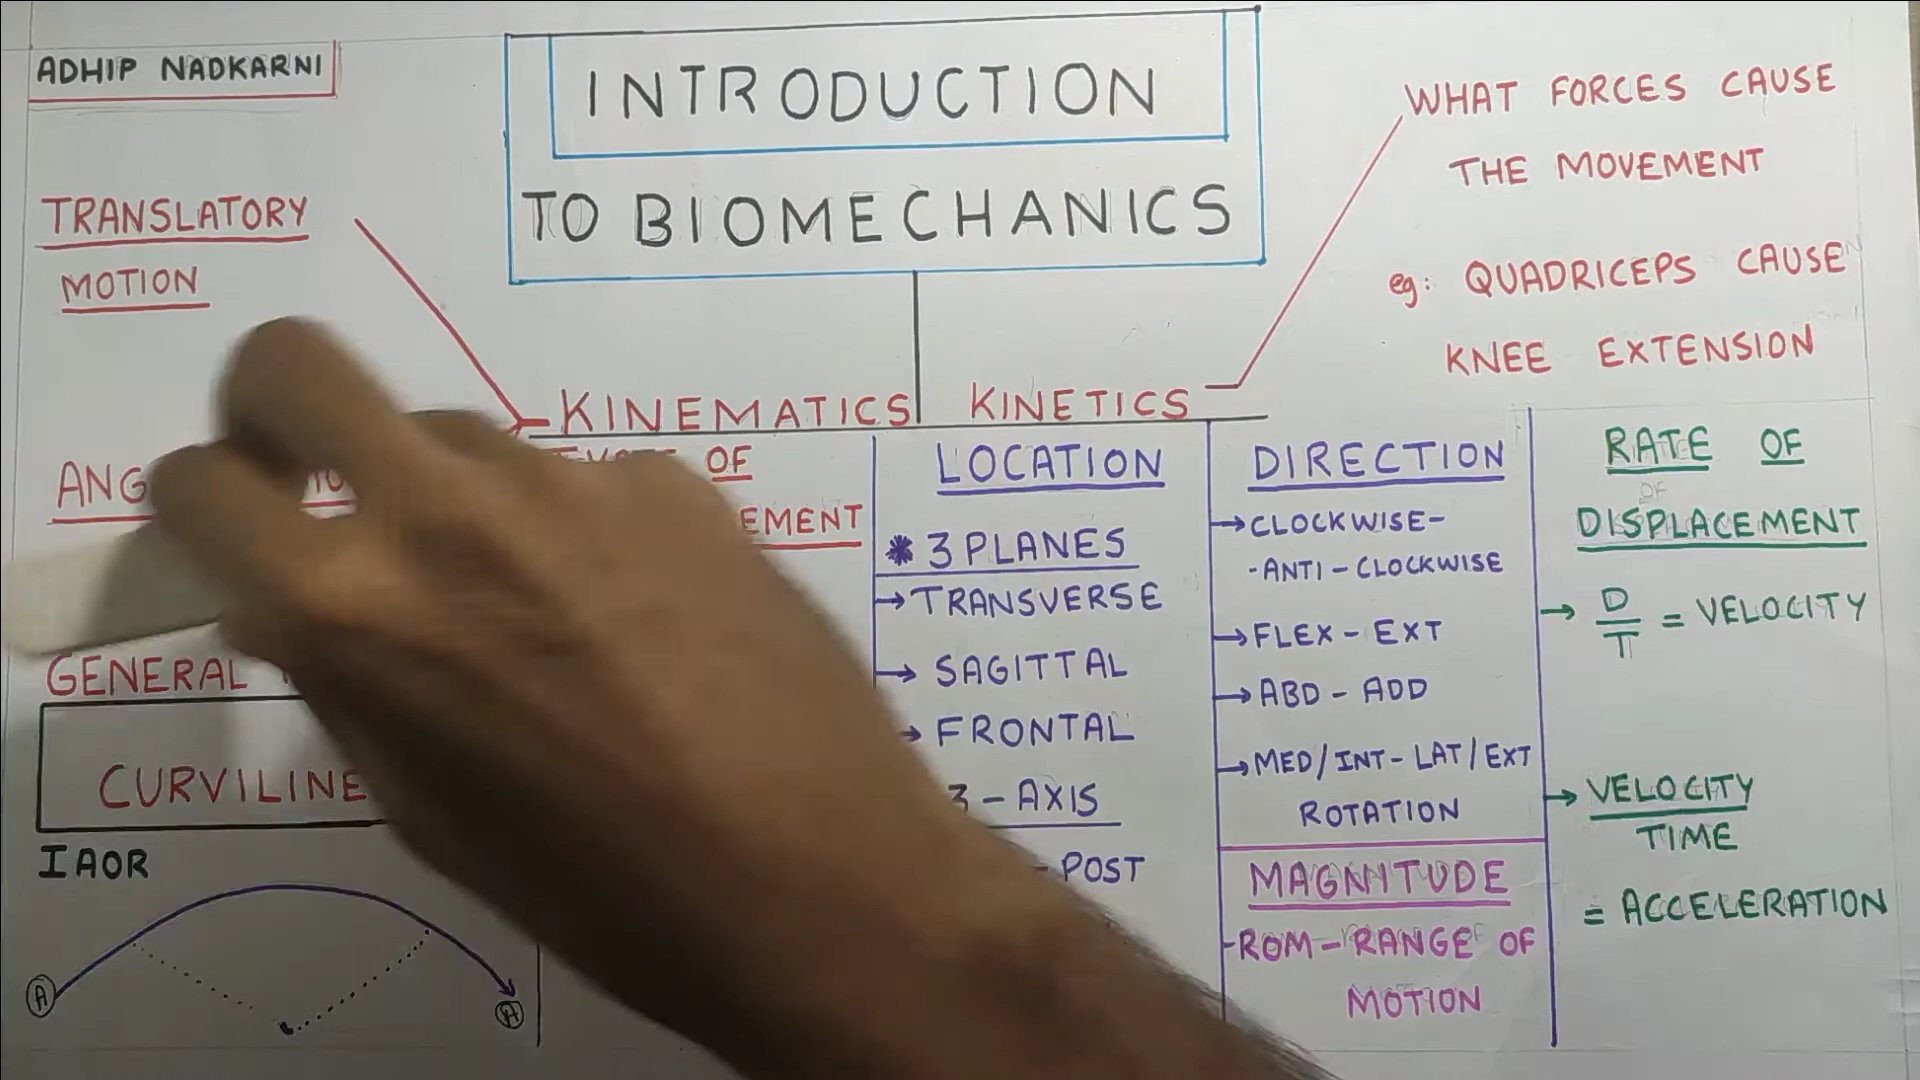 ADHIP NADKARNI
INTRODUCTION
TO BIOMECHANICS
TRANSLATORY
MOTION
GENERAL
CURVILINE
IAOR
A
A
KINEMATICS
KINETICS
WHAT FORCES CAUSE
THE MOVEMENT
eg: QUADRICEPS CAUSE
KNEE EXTENSION
OF
LOCATION
* 3 PLANES
→ TRANSVERSE
→ SAGITTAL
→ FRONTAL
3 - AXIS
- POST
DIRECTION
→ CLOCKWISE-
-ANTI-CLOCKWISE
→ FLEX - EXT
→ ABD - ADD
→ MED/INT-LAT/EXT
ROTATION
MAGNITUDE
-ROM-RANGE OF
MOTION
RATE OF
DISPLACEMENT
→ D/T = VELOCITY
→ VELOCITY
TIME
= ACCELERATION